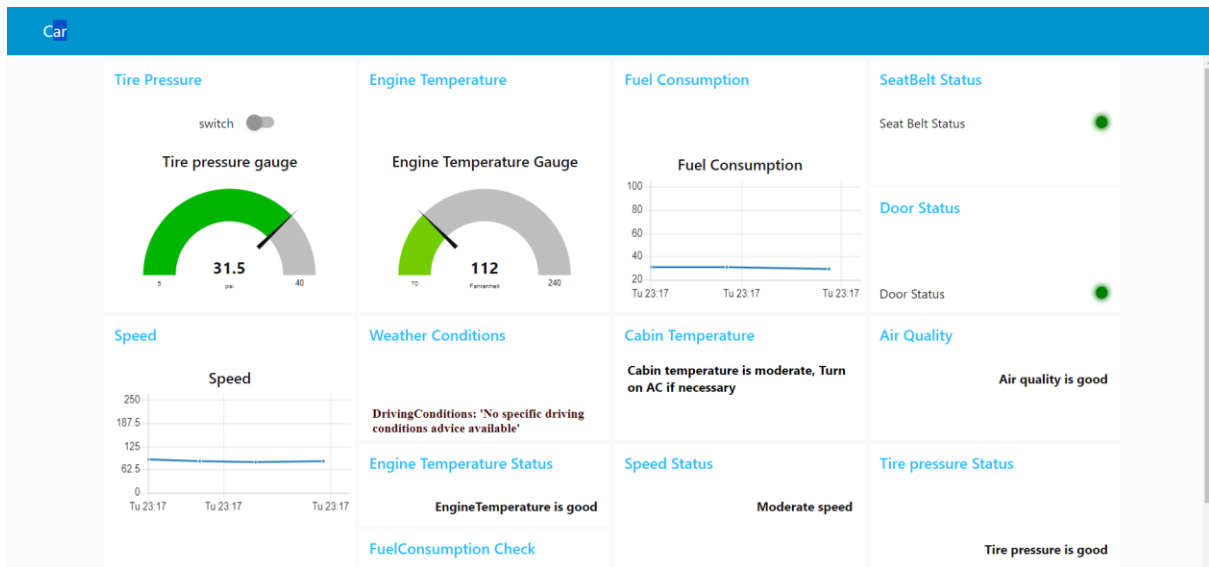 Car
Tire Pressure
switch
Tire pressure gauge
31.5
psi
40
Engine Temperature
Engine Temperature Gauge
112
Fahrenheit
70
240
Fuel Consumption
Fuel Consumption
100
80
60
40
20
Tu 23:17
Tu 23:17
Tu 23:17
SeatBelt Status
Seat Belt Status
Door Status
Door Status
Speed
Speed
250
187.5
125
62.5
0
Tu 23:17
Tu 23:17
Tu 23:17
Weather Conditions
DrivingConditions: 'No specific driving
conditions advice available'
Cabin Temperature
Cabin temperature is moderate, Turn
on AC if necessary
Air Quality
Air quality is good
Engine Temperature Status
EngineTemperature is good
Speed Status
Moderate speed
Tire pressure Status
Tire pressure is good
FuelConsumption Check